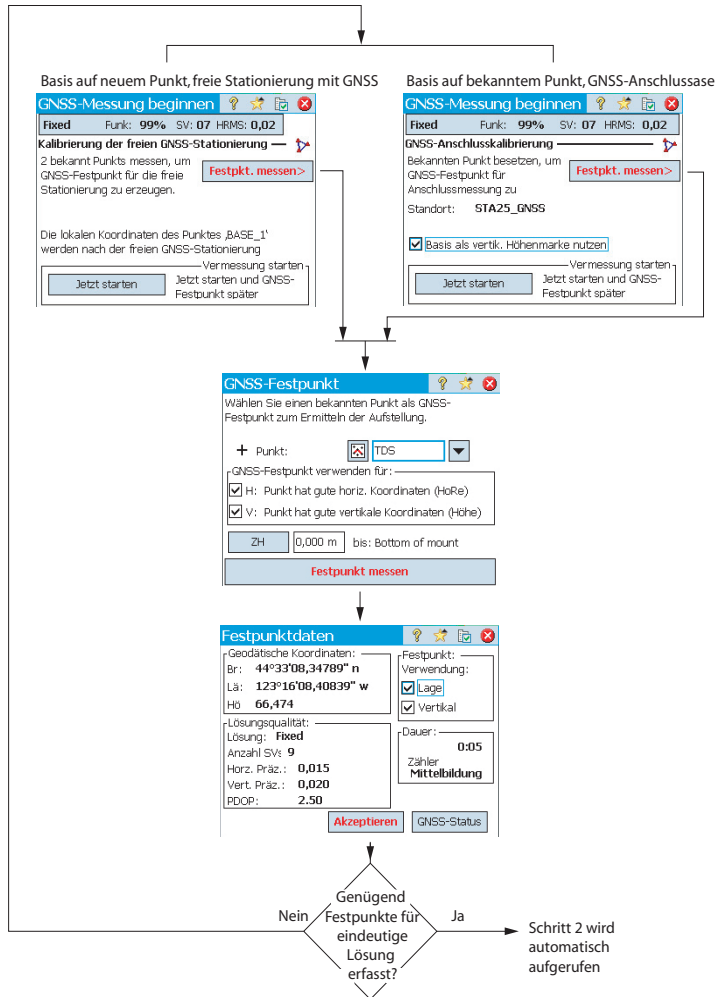 Basis auf neuem Punkt, freie Stationierung mit GNSS
GNSS-Messung beginnen
Fixed Funk: 99% SV: 07 HRMS: 0,02
Kalibrierung der freien GNSS-Stationierung
2 bekannt Punkts messen, um
GNSS-Festpunkt für die freie
Stationierung zu erzeugen.
Festpkt. messen>
Die lokalen Koordinaten des Punktes ‚BASE_1'
werden nach der freien GNSS-Stationierung
Vermessung starten
Jetzt starten
Jetzt starten und GNSS-
Festpunkt später
Basis auf bekanntem Punkt, GNSS-Anschlussase
GNSS-Messung beginnen
Fixed Funk: 99% SV: 07 HRMS: 0,02
GNSS-Anschlusskalibrierung
Bekannten Punkt besetzen, um
GNSS-Festpunkt für
Anschlussmessung zu
Festpkt. messen>
Standort: STA25_GNSS
Basis als vertik. Höhenmarke nutzen
Vermessung starten
Jetzt starten
Jetzt starten und GNSS-
Festpunkt später
GNSS-Festpunkt
Wählen Sie einen bekannten Punkt als GNSS-
Festpunkt zum Ermitteln der Aufstellung.
Punkt: TDS
GNSS-Festpunkt verwenden für:
H: Punkt hat gute horiz. Koordinaten (HoRe)
V: Punkt hat gute vertikale Koordinaten (Höhe)
ZH 0,000 m bis: Bottom of mount
Festpunkt messen
Festpunktdaten
Geodätische Koordinaten:
Br: 44°33'08,34789" n
Lä: 123°16'08,40839" w
Hö 66,474
Lösungsqualität:
Lösung: Fixed
Anzahl SVs 9
Horz. Präz.: 0,015
Vert. Präz.: 0,020
PDOP: 2.50
Festpunkt:
Verwendung:
Lage
Vertikal
Dauer:
0:05
Zähler
Mittelbildung
Akzeptieren
GNSS-Status
Nein
Genügend
Festpunkte für
eindeutige
Lösung
erfasst?
Ja
Schritt 2 wird
automatisch
aufgerufen